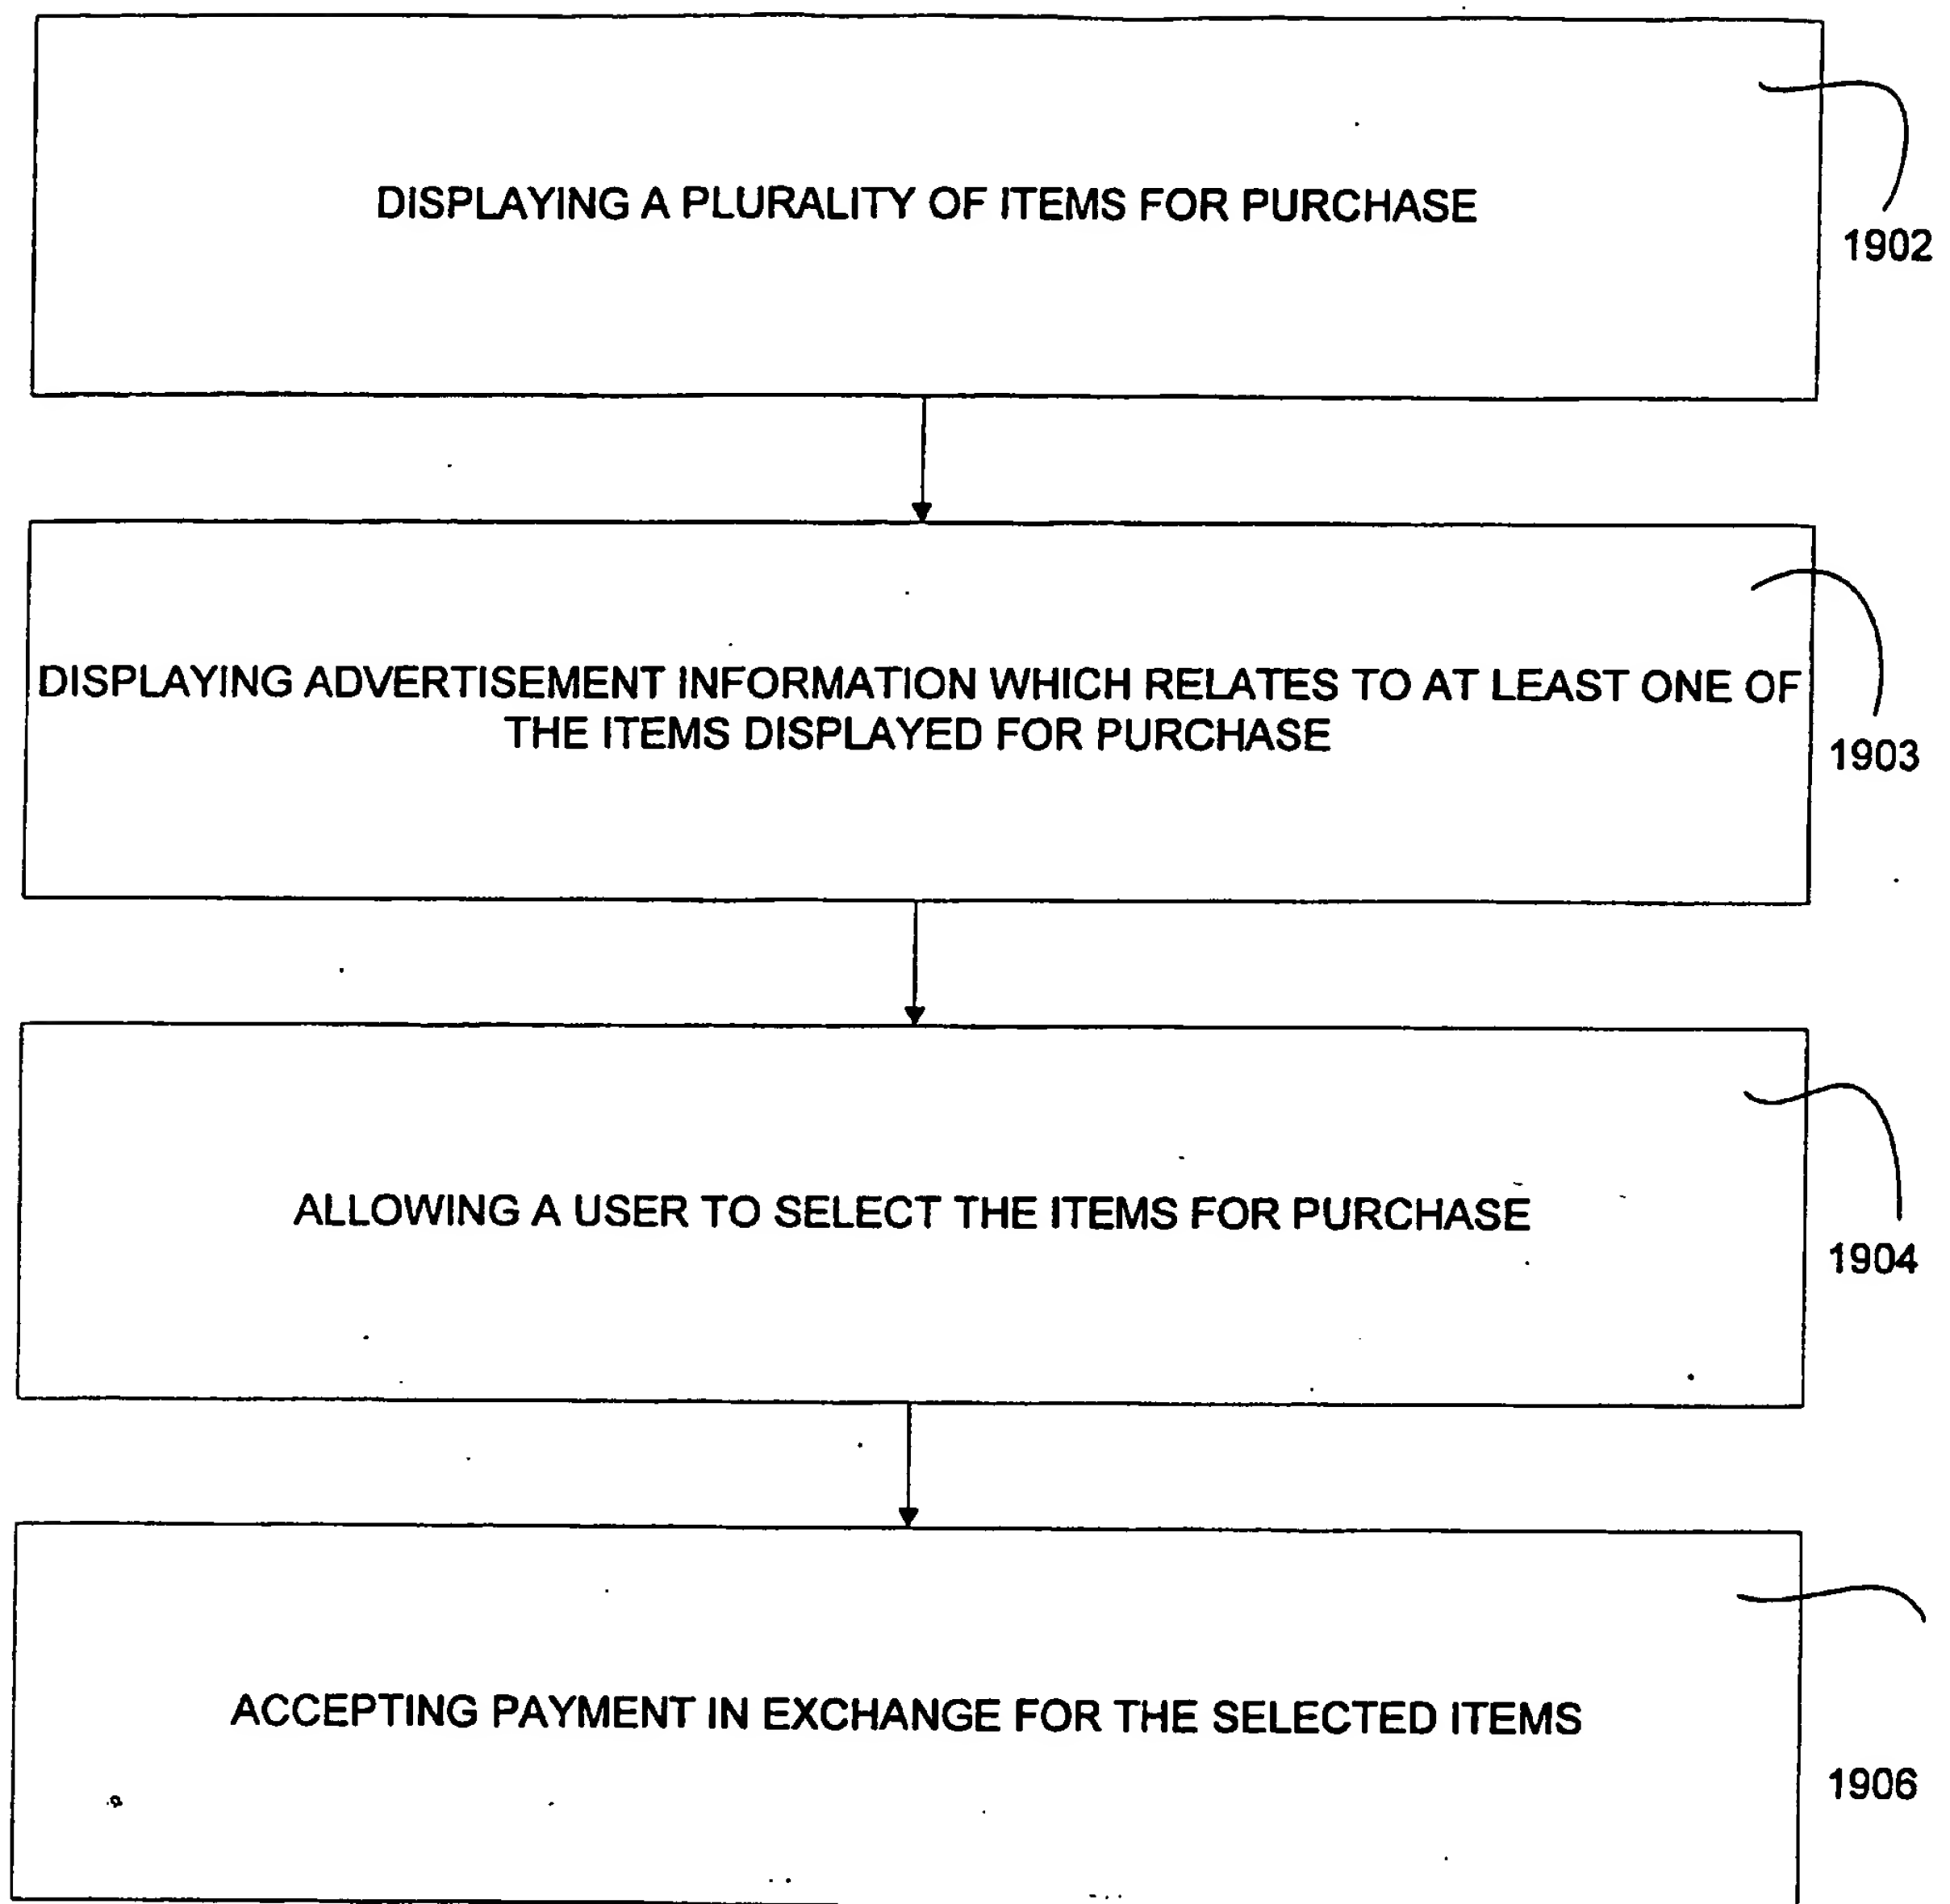 DISPLAYING A PLURALITY OF ITEMS FOR PURCHASE
1902
DISPLAYING ADVERTISEMENT INFORMATION WHICH RELATES TO AT LEAST ONE OF
THE ITEMS DISPLAYED FOR PURCHASE
1903
ALLOWING A USER TO SELECT THE ITEMS FOR PURCHASE
1904
ACCEPTING PAYMENT IN EXCHANGE FOR THE SELECTED ITEMS
1906